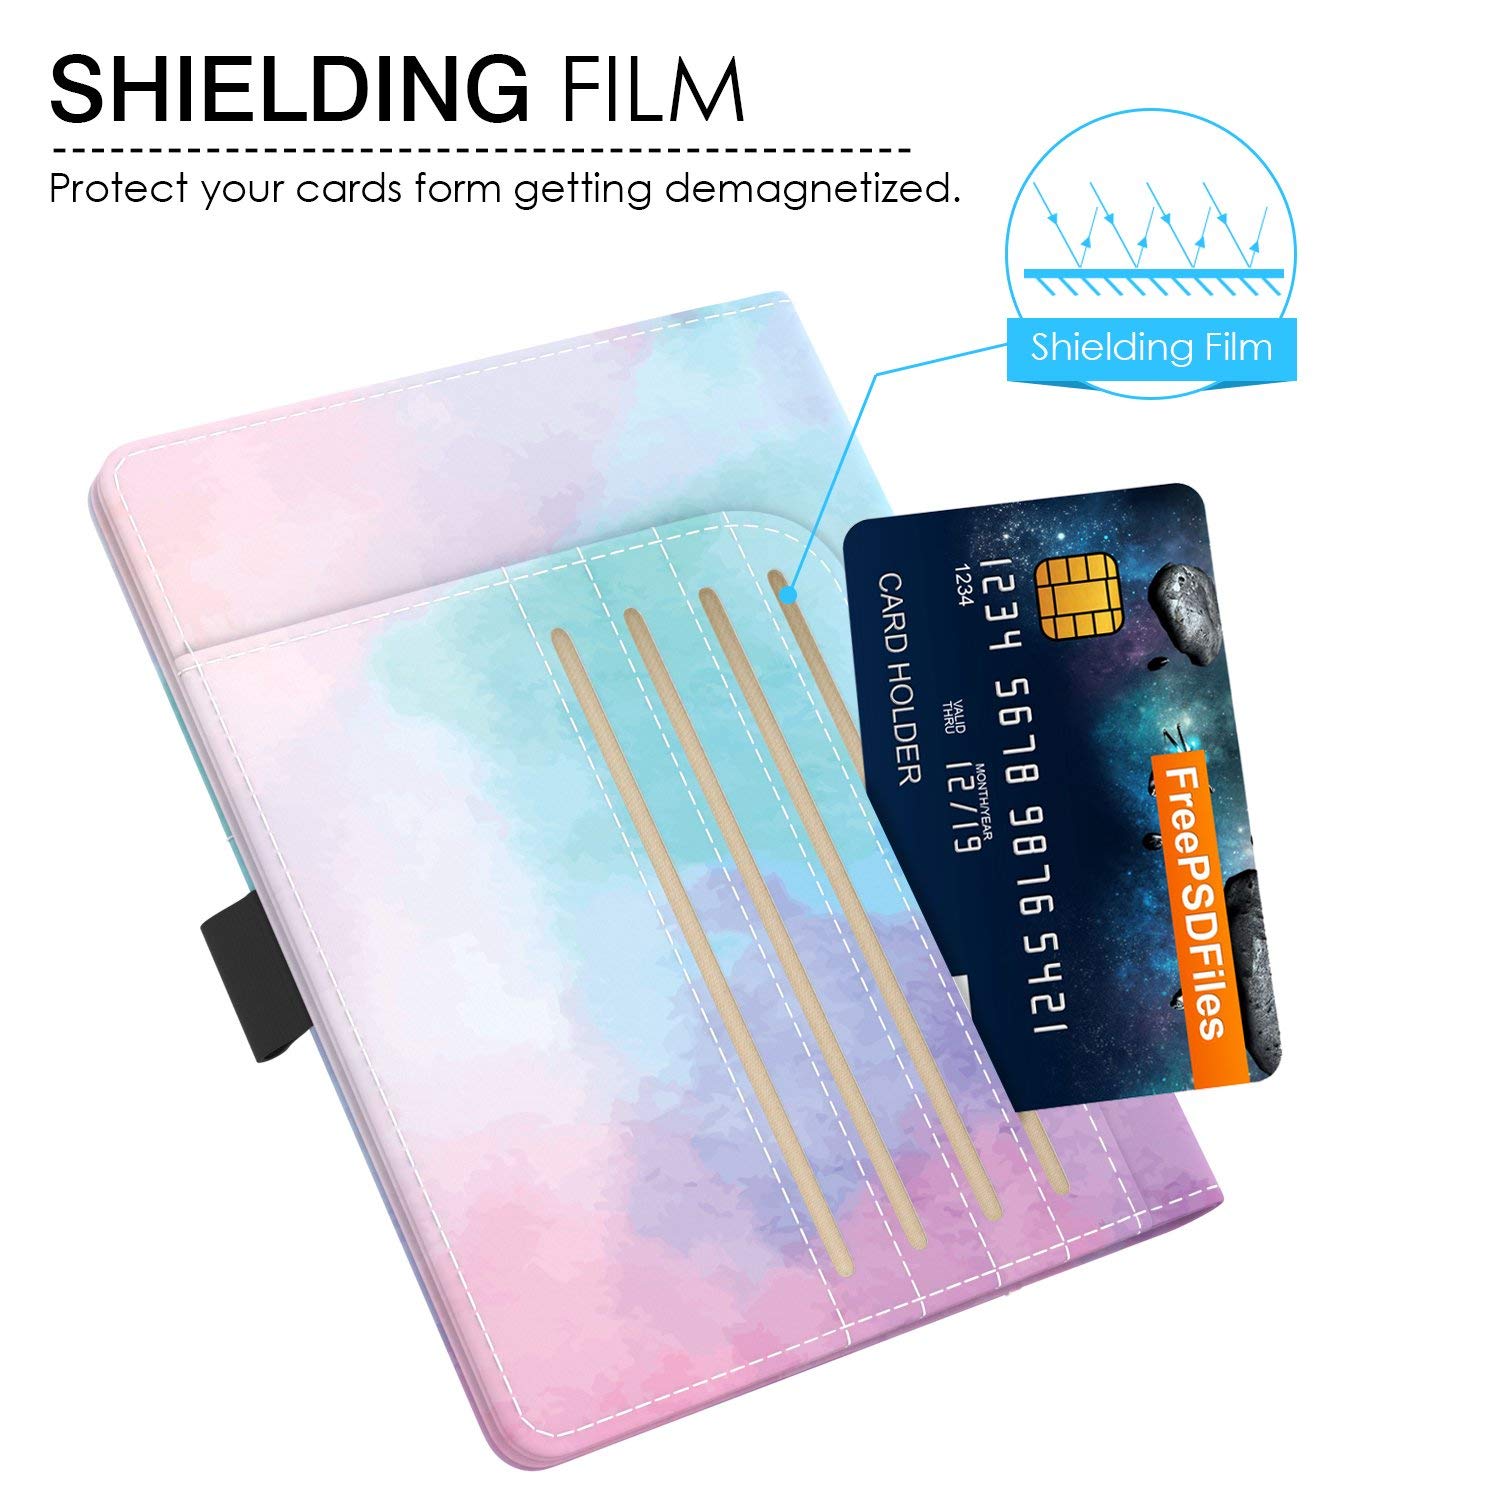 SHIELDING FILM
Protect your cards form getting demagnetized.
Shielding Film
1234 5678 9876 5421
1234
VALID
THRU
MONTH/YEAR
12/19
CARD HOLDER
FreePSDFiles